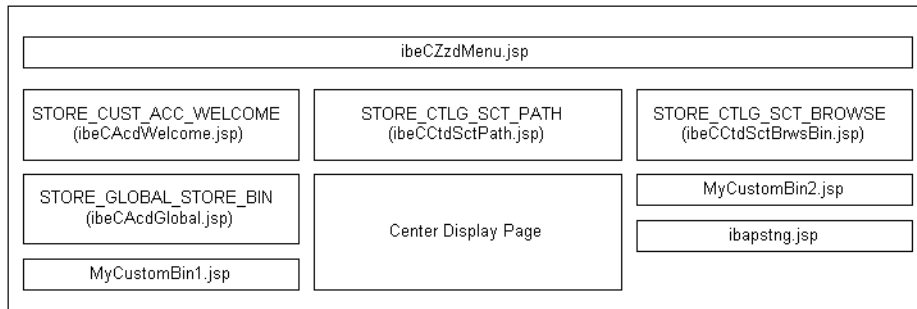 ibeCZzdMenu.jsp
STORE_CUST_ACC_WELCOME
(ibeCAcdWelcome.jsp)
STORE_CTLG_SCT_PATH
(ibeCCtdSctPath.jsp)
STORE_CTLG_SCT_BROWSE
(ibeCCtdSctBrwsBin.jsp)
STORE_GLOBAL_STORE_BIN
(ibeCAcdGlobal.jsp)
MyCustomBin1.jsp
Center Display Page
MyCustomBin2.jsp
ibapstng.jsp